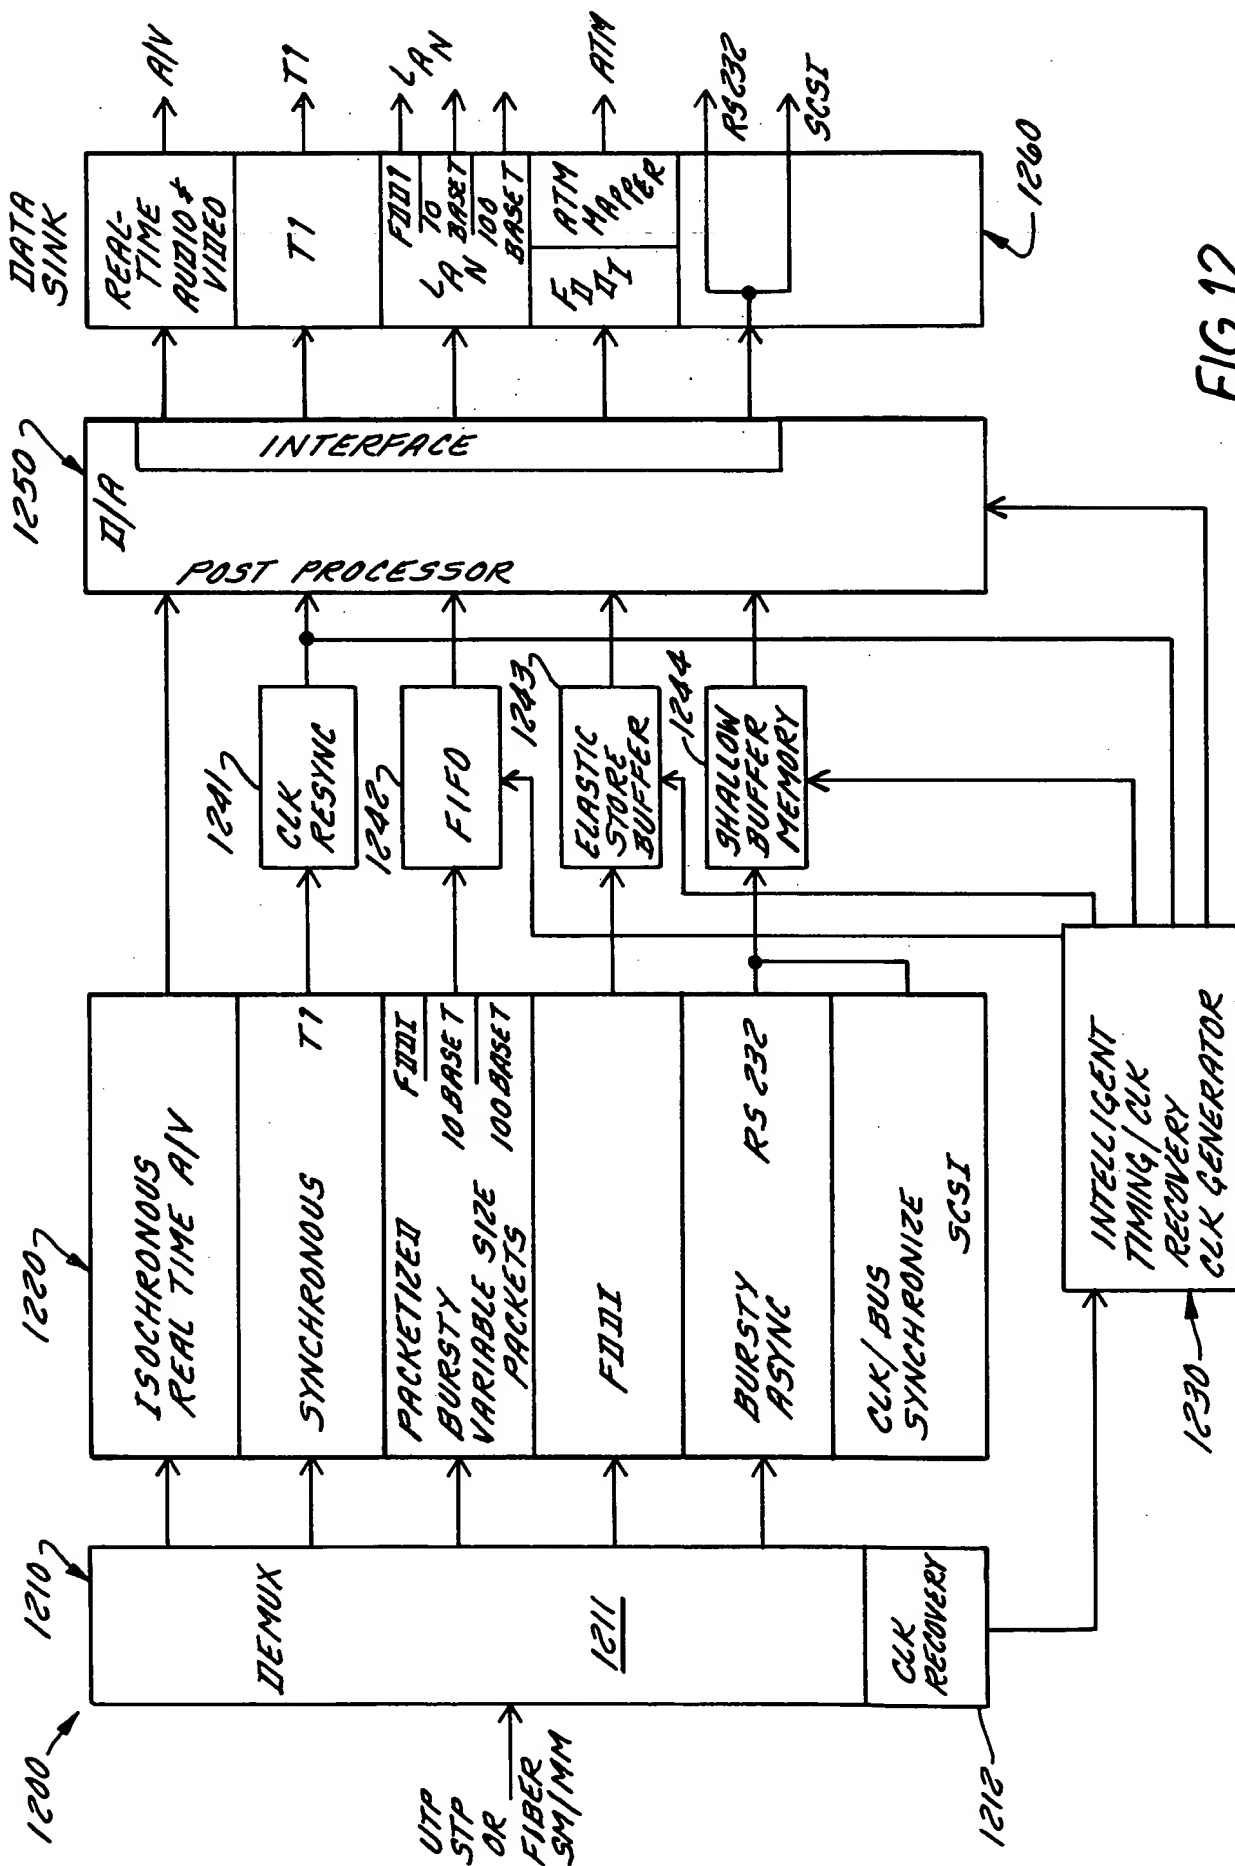 1200
UTP
STP
OR
FIBER
SM/MM
1210
DEMUX
1211
CLK
RECOVERY
1212
1220
ISOCHRONOUS
REAL TIME A/V
SYNCHRONOUS T1
PACKETIZED FDDI
BURSTY 10 BASET
VARIABLE SIZE 100 BASET
PACKETS
FDDI
BURSTY RS 232
ASYNC
CLK/BUS
SYNCHRONIZE
SCSI
1230
INTELLIGENT
TIMING/CLK
RECOVERY
CLK GENERATOR
1241
CLK
RESYNC
1242
FIFO
1243
ELASTIC
STORE
BUFFER
1244
SHALLOW
BUFFER
MEMORY
1250
D/A
POST PROCESSOR
INTERFACE
DATA
SINK
REAL-
TIME
AUDIO &
VIDEO
T1
LAN
FDDI
10
BASET
100
BASET
FDDI
ATM
MAPPER
A/V
T1
LAN
ATM
RS232
SCSI
1260
FIG. 12